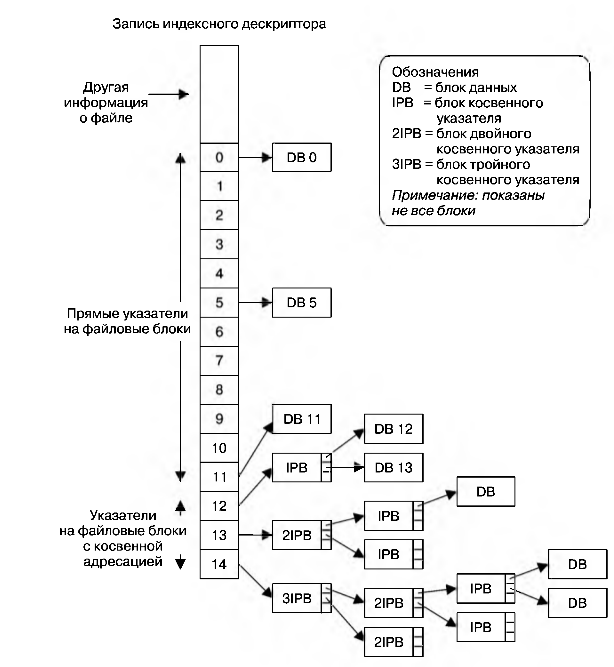 Запись индексного дескриптора
Другая
информация
о файле
Обозначения
DB = блок данных
IPB = блок косвенного
указателя
2IPB = блок двойного
косвенного указателя
3IPB = блок тройного
косвенного указателя
Примечание: показаны
не все блоки
0
DB 0
1
2
3
4
5
DB 5
Прямые указатели
на файловые блоки
6
7
8
9
DB 11
10
DB 12
11
IPB
DB 13
12
DB
Указатели
на файловые блоки
с косвенной
адресацией
IPB
13
2IPB
IPB
14
DB
3IPB
2IPB
IPB
DB
IPB
2IPB